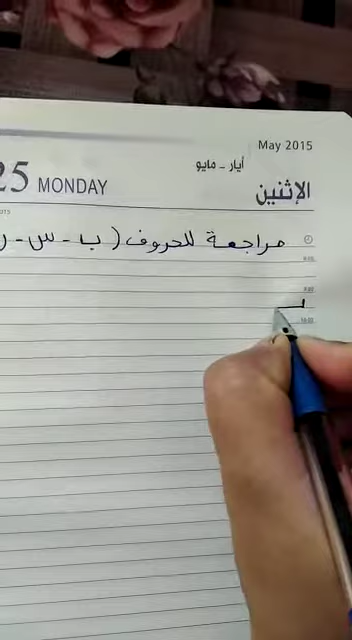 May 2015
أيار - مايو
25 MONDAY
الإثنين
مراجعة للحروف ( ب - س - ر